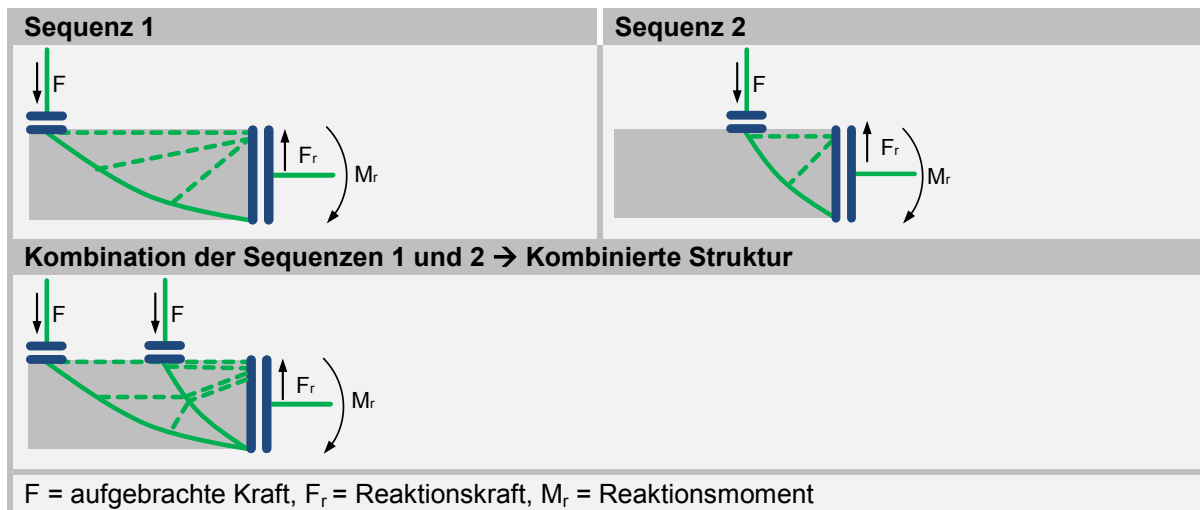 Sequenz 1
Sequenz 2
F
Fr
Mr
F
Fr
Mr
Kombination der Sequenzen 1 und 2 → Kombinierte Struktur
F
F
Fr
Mr
F = aufgebrachte Kraft, Fr = Reaktionskraft, Mr = Reaktionsmoment